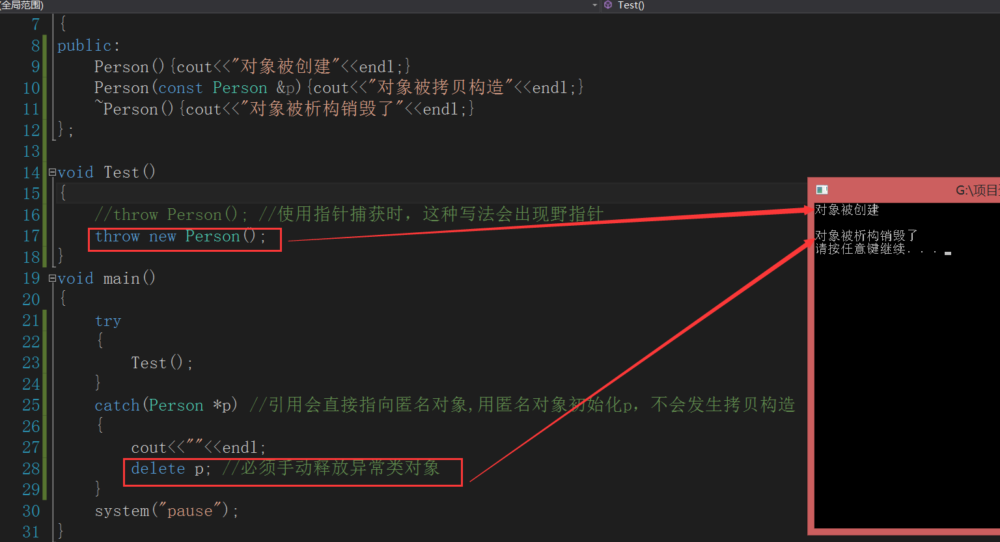 (全局范围) Test()
7 {
8 public:
9 Person(){cout<<"对象被创建"<<endl;}
10 Person(const Person &p){cout<<"对象被拷贝构造"<<endl;}
11 ~Person(){cout<<"对象被析构销毁了"<<endl;}
12 };
13
14 void Test()
15 {
16 //throw Person(); //使用指针捕获时，这种写法会出现野指针
17 throw new Person();
18 }
19 void main()
20 {
21 try
22 {
23 Test();
24 }
25 catch(Person *p) //引用会直接指向匿名对象,用匿名对象初始化p，不会发生拷贝构造
26 {
27 cout<<""<<endl;
28 delete p; //必须手动释放异常类对象
29 }
30 system("pause");
31 }
G:\项目
对象被创建
对象被析构销毁了
请按任意键继续. . .